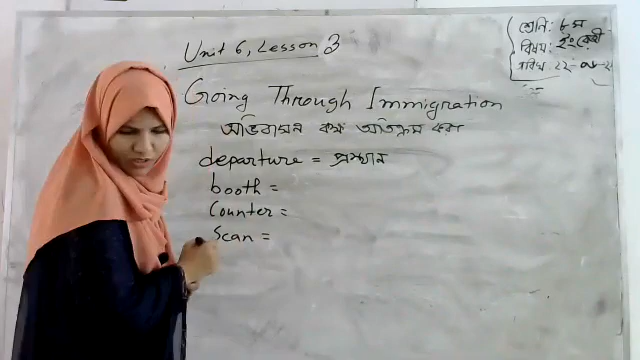 Unit 6, Lesson 3
শ্রেণি: ৮ম
বিষয়: ইংরেজী
Going Through Immigration
অভিবাসন কক্ষ অতিক্রম করা
departure = প্রস্থান
booth =
Counter =
Scan =